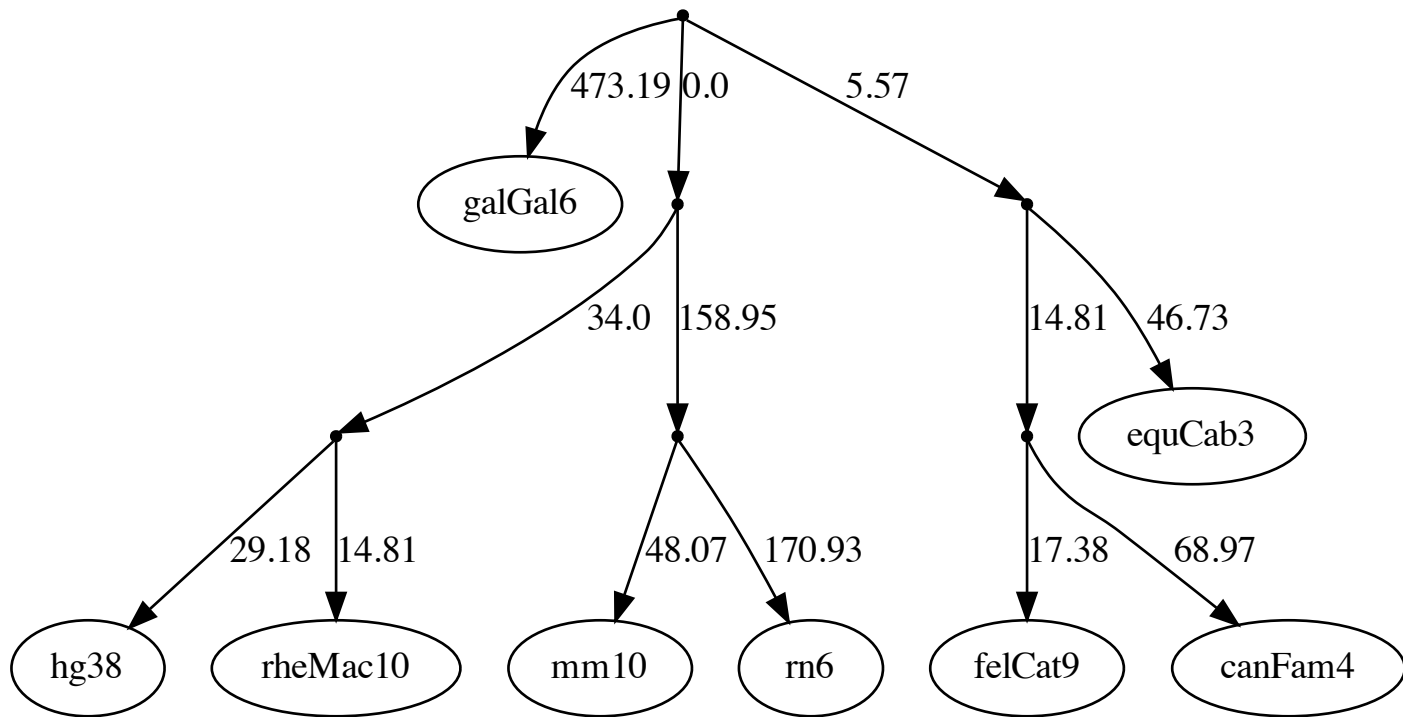 473.19 0.0 5.57
galGal6
34.0 158.95 14.81 46.73
equCab3
29.18 14.81 48.07 170.93 17.38 68.97
hg38 rheMac10 mm10 rn6 felCat9 canFam4